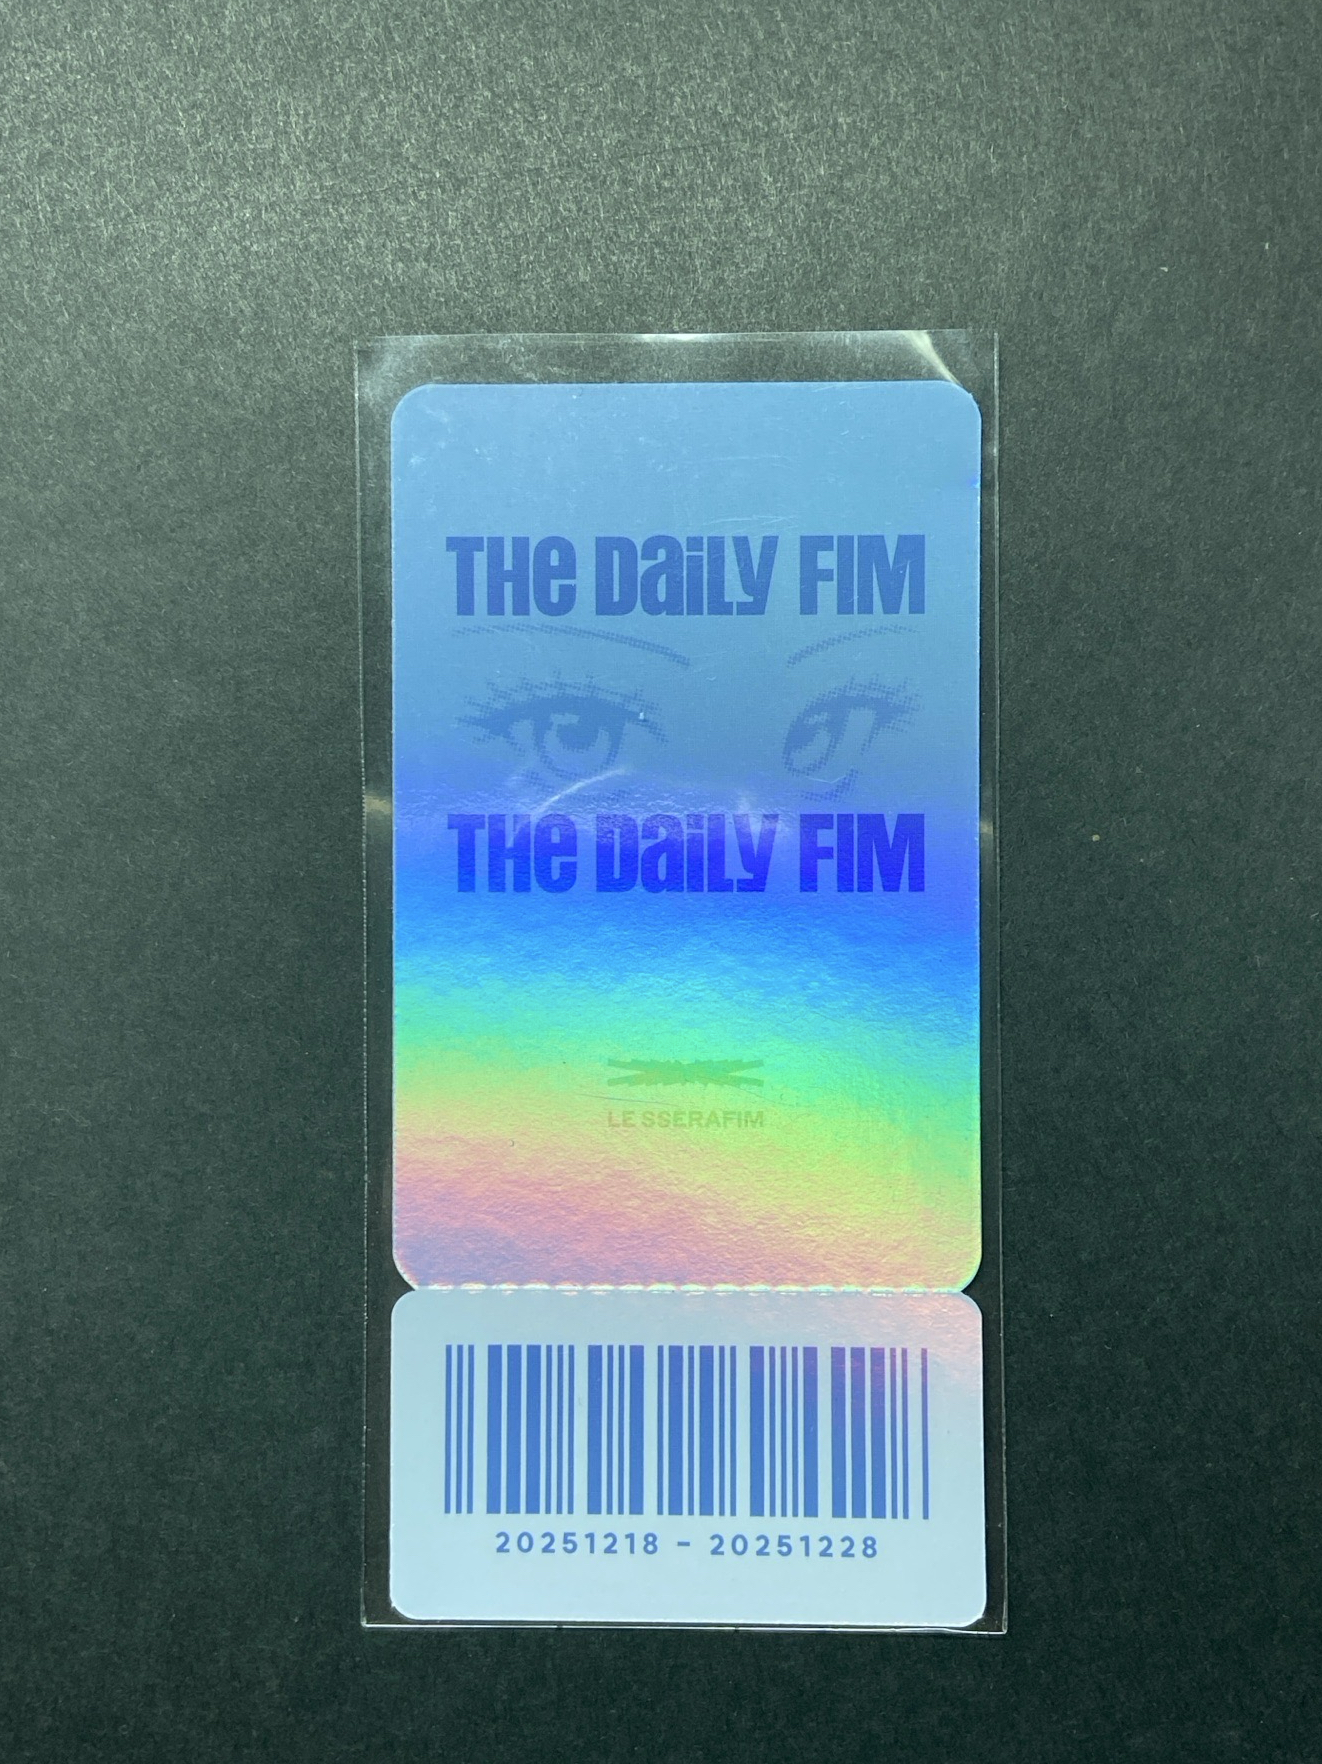 THE DaiLy FIM
THE DaiLy FIM
LE SSERAFIM
20251218 - 20251228